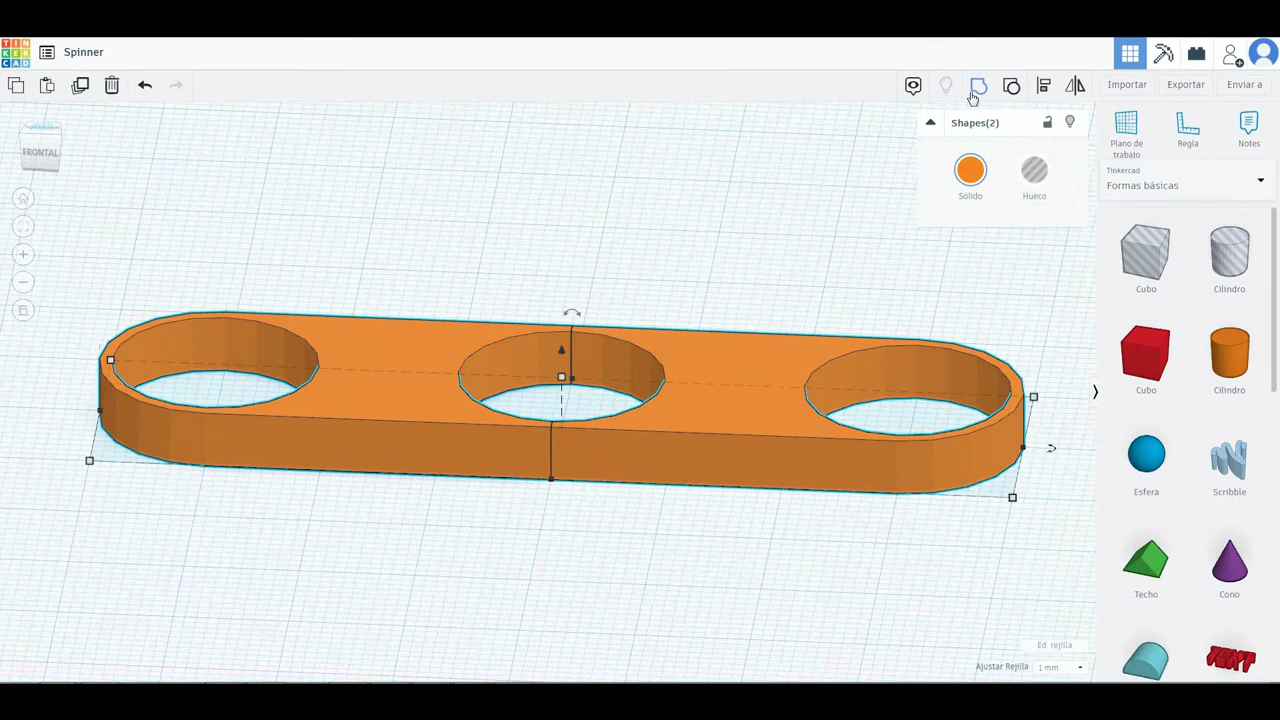 TIN
KER
CAD
Spinner
Importar
Exportar
Enviar a
Shapes(2)
Sólido
Hueco
FRONTAL
Plano de
trabajo
Regla
Notes
Tinkercad
Formas básicas
Cubo
Cilindro
Cubo
Cilindro
Esfera
Scribble
Techo
Cono
TEXT
Ed rejilla
Ajustar Rejilla
1 mm